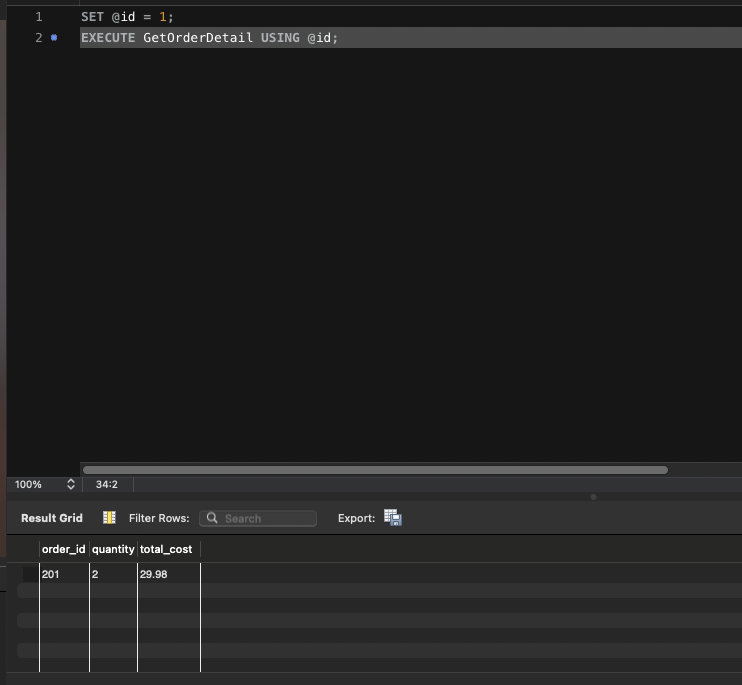 1 SET @id = 1;
2 EXECUTE GetOrderDetail USING @id;
100% 34:2
Result Grid Filter Rows: Search Export:
order_id quantity total_cost
201 2 29.98